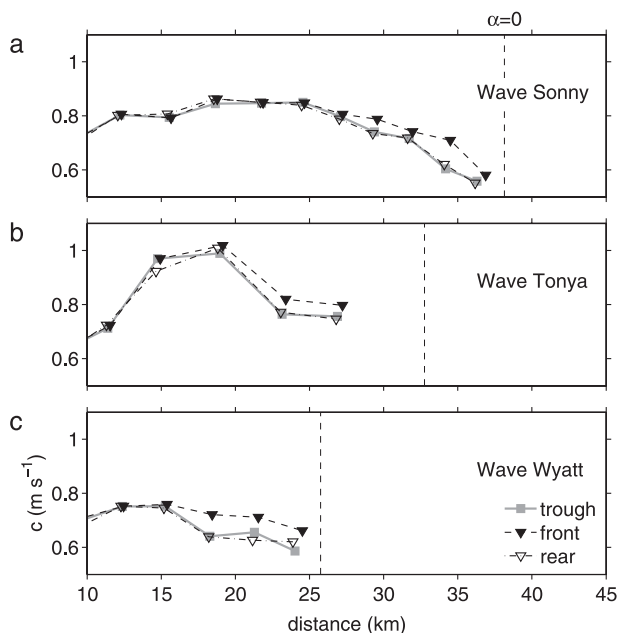 α=0
a
1
0.8
0.6
Wave Sonny
b
1
0.8
0.6
Wave Tonya
c
1
0.8
0.6
c (m s⁻¹)
Wave Wyatt
trough
front
rear
10 15 20 25 30 35 40 45
distance (km)